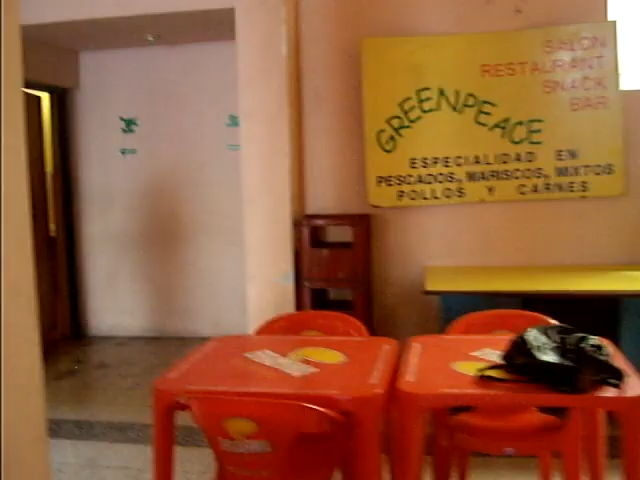 SALON
RESTAURANT
SNACK
BAR
GREENPEACE
ESPECIALIDAD EN
PESCADOS, MARISCOS, MIXTOS
POLLOS Y CARNES